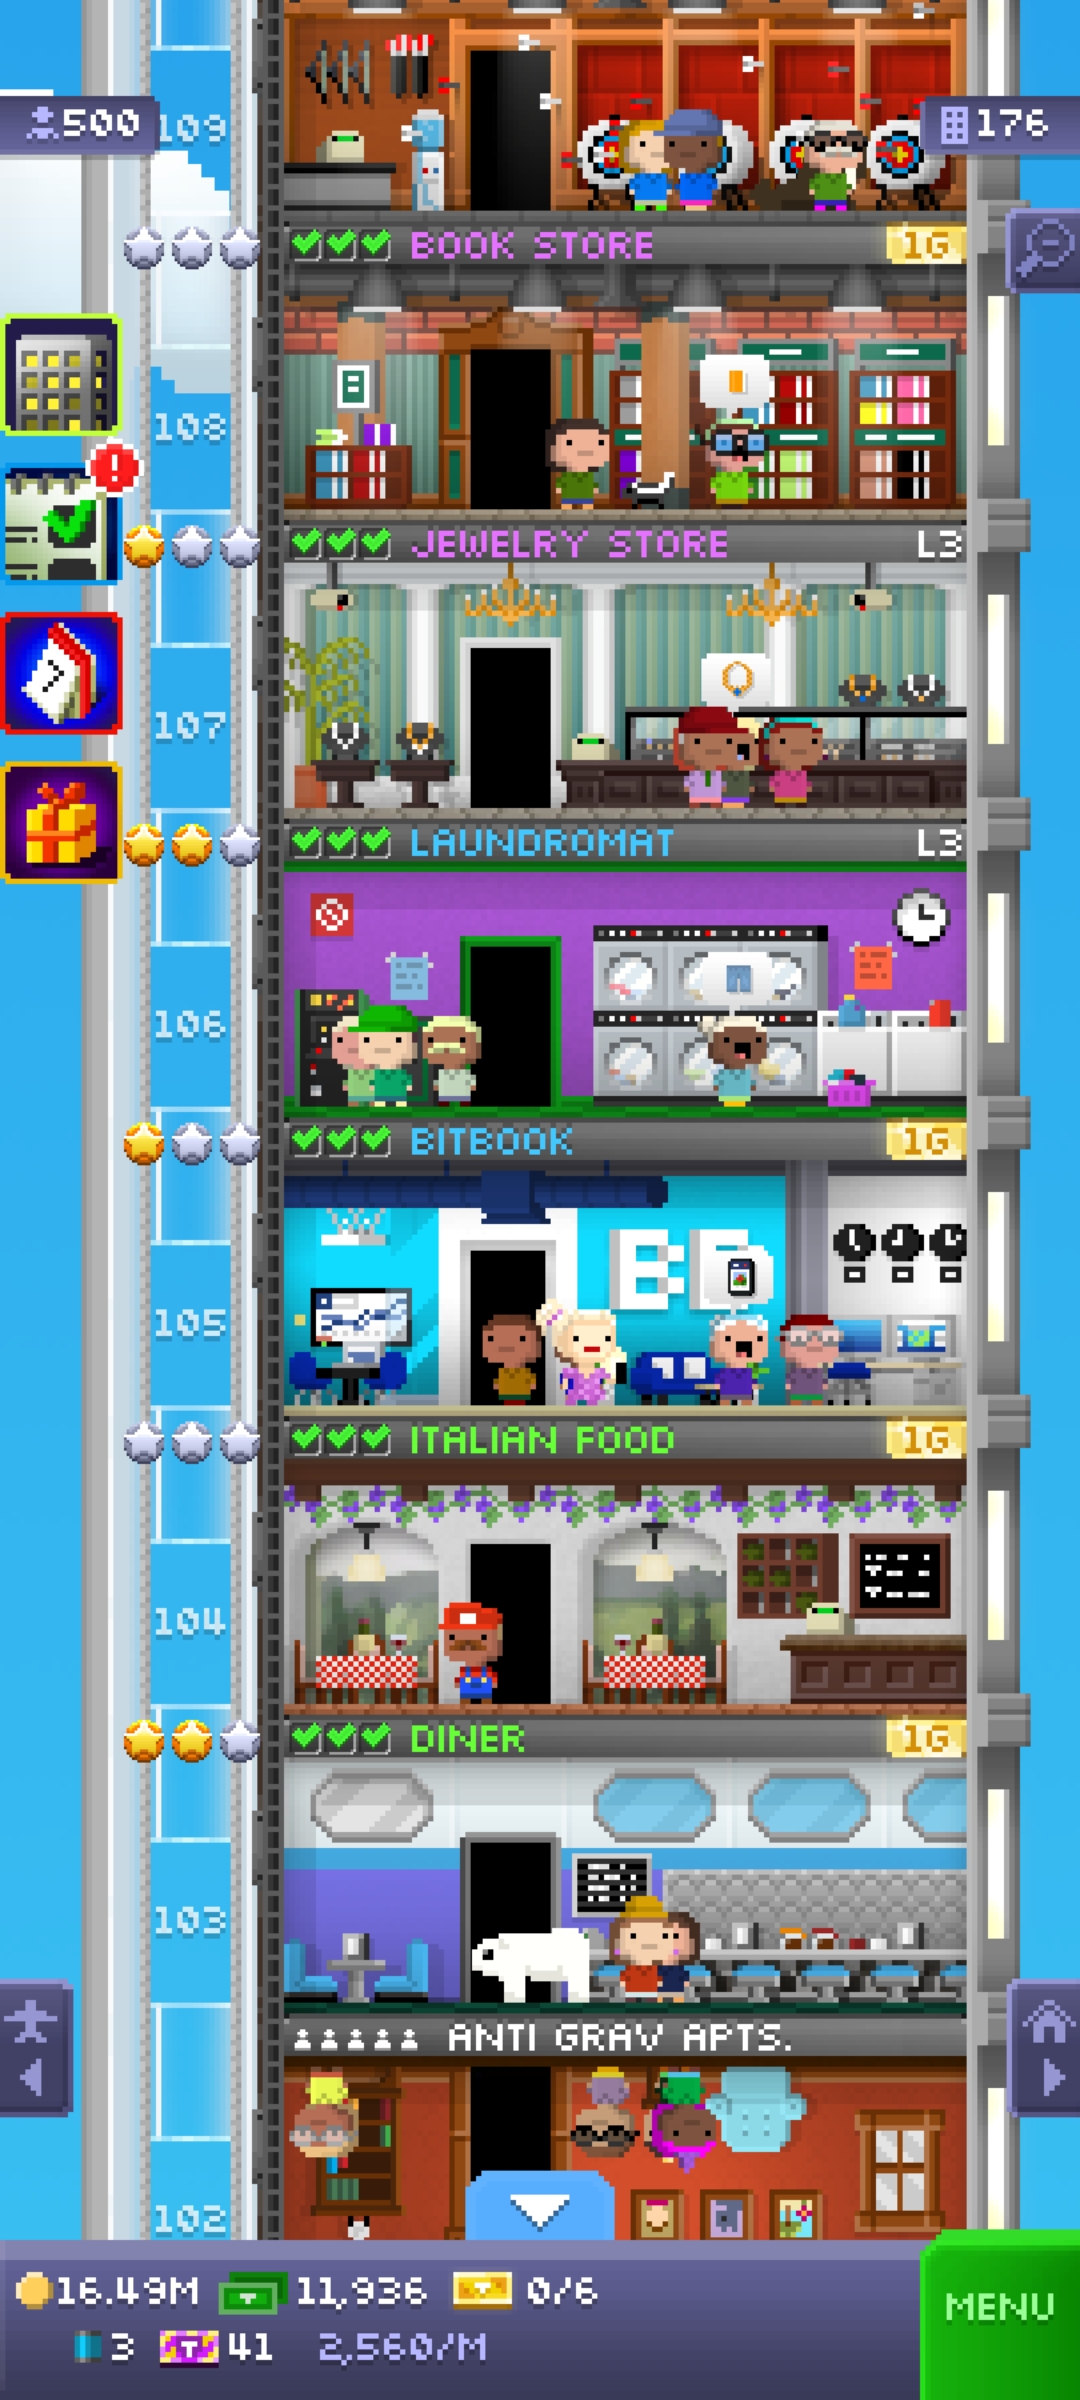 500
109
176
BOOK STORE 1G
108
JEWELRY STORE L3
7
107
LAUNDROMAT L3
106
BITBOOK 1G
BB
105
ITALIAN FOOD 1G
104
DINER 1G
103
ANTI GRAV APTS.
102
16.49M 11,936 0/6
3 T 41 2,560/M
MENU